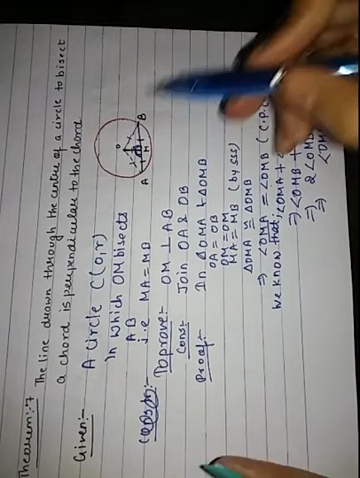 Theorem:-7 The line drawn through the centre of a circle to bisect
a chord is perpendicular to the chord.
Given:- A circle C(O,r)
in which OM bisects
AB
i.e MA=MB
To prove:- OM ⊥ AB
Const:- Join OA & OB
Proof:- In ΔOMA & ΔOMB
OA = OB
OM = OM
MA = MB (by SSS)
ΔOMA ≅ ΔOMB
⇒ ∠OMA = ∠OMB (C.P.C
We know that; ∠OMA +
⇒ ∠OMB +
⇒ 2∠OMB
⇒ ∠OM
O
A
M
B